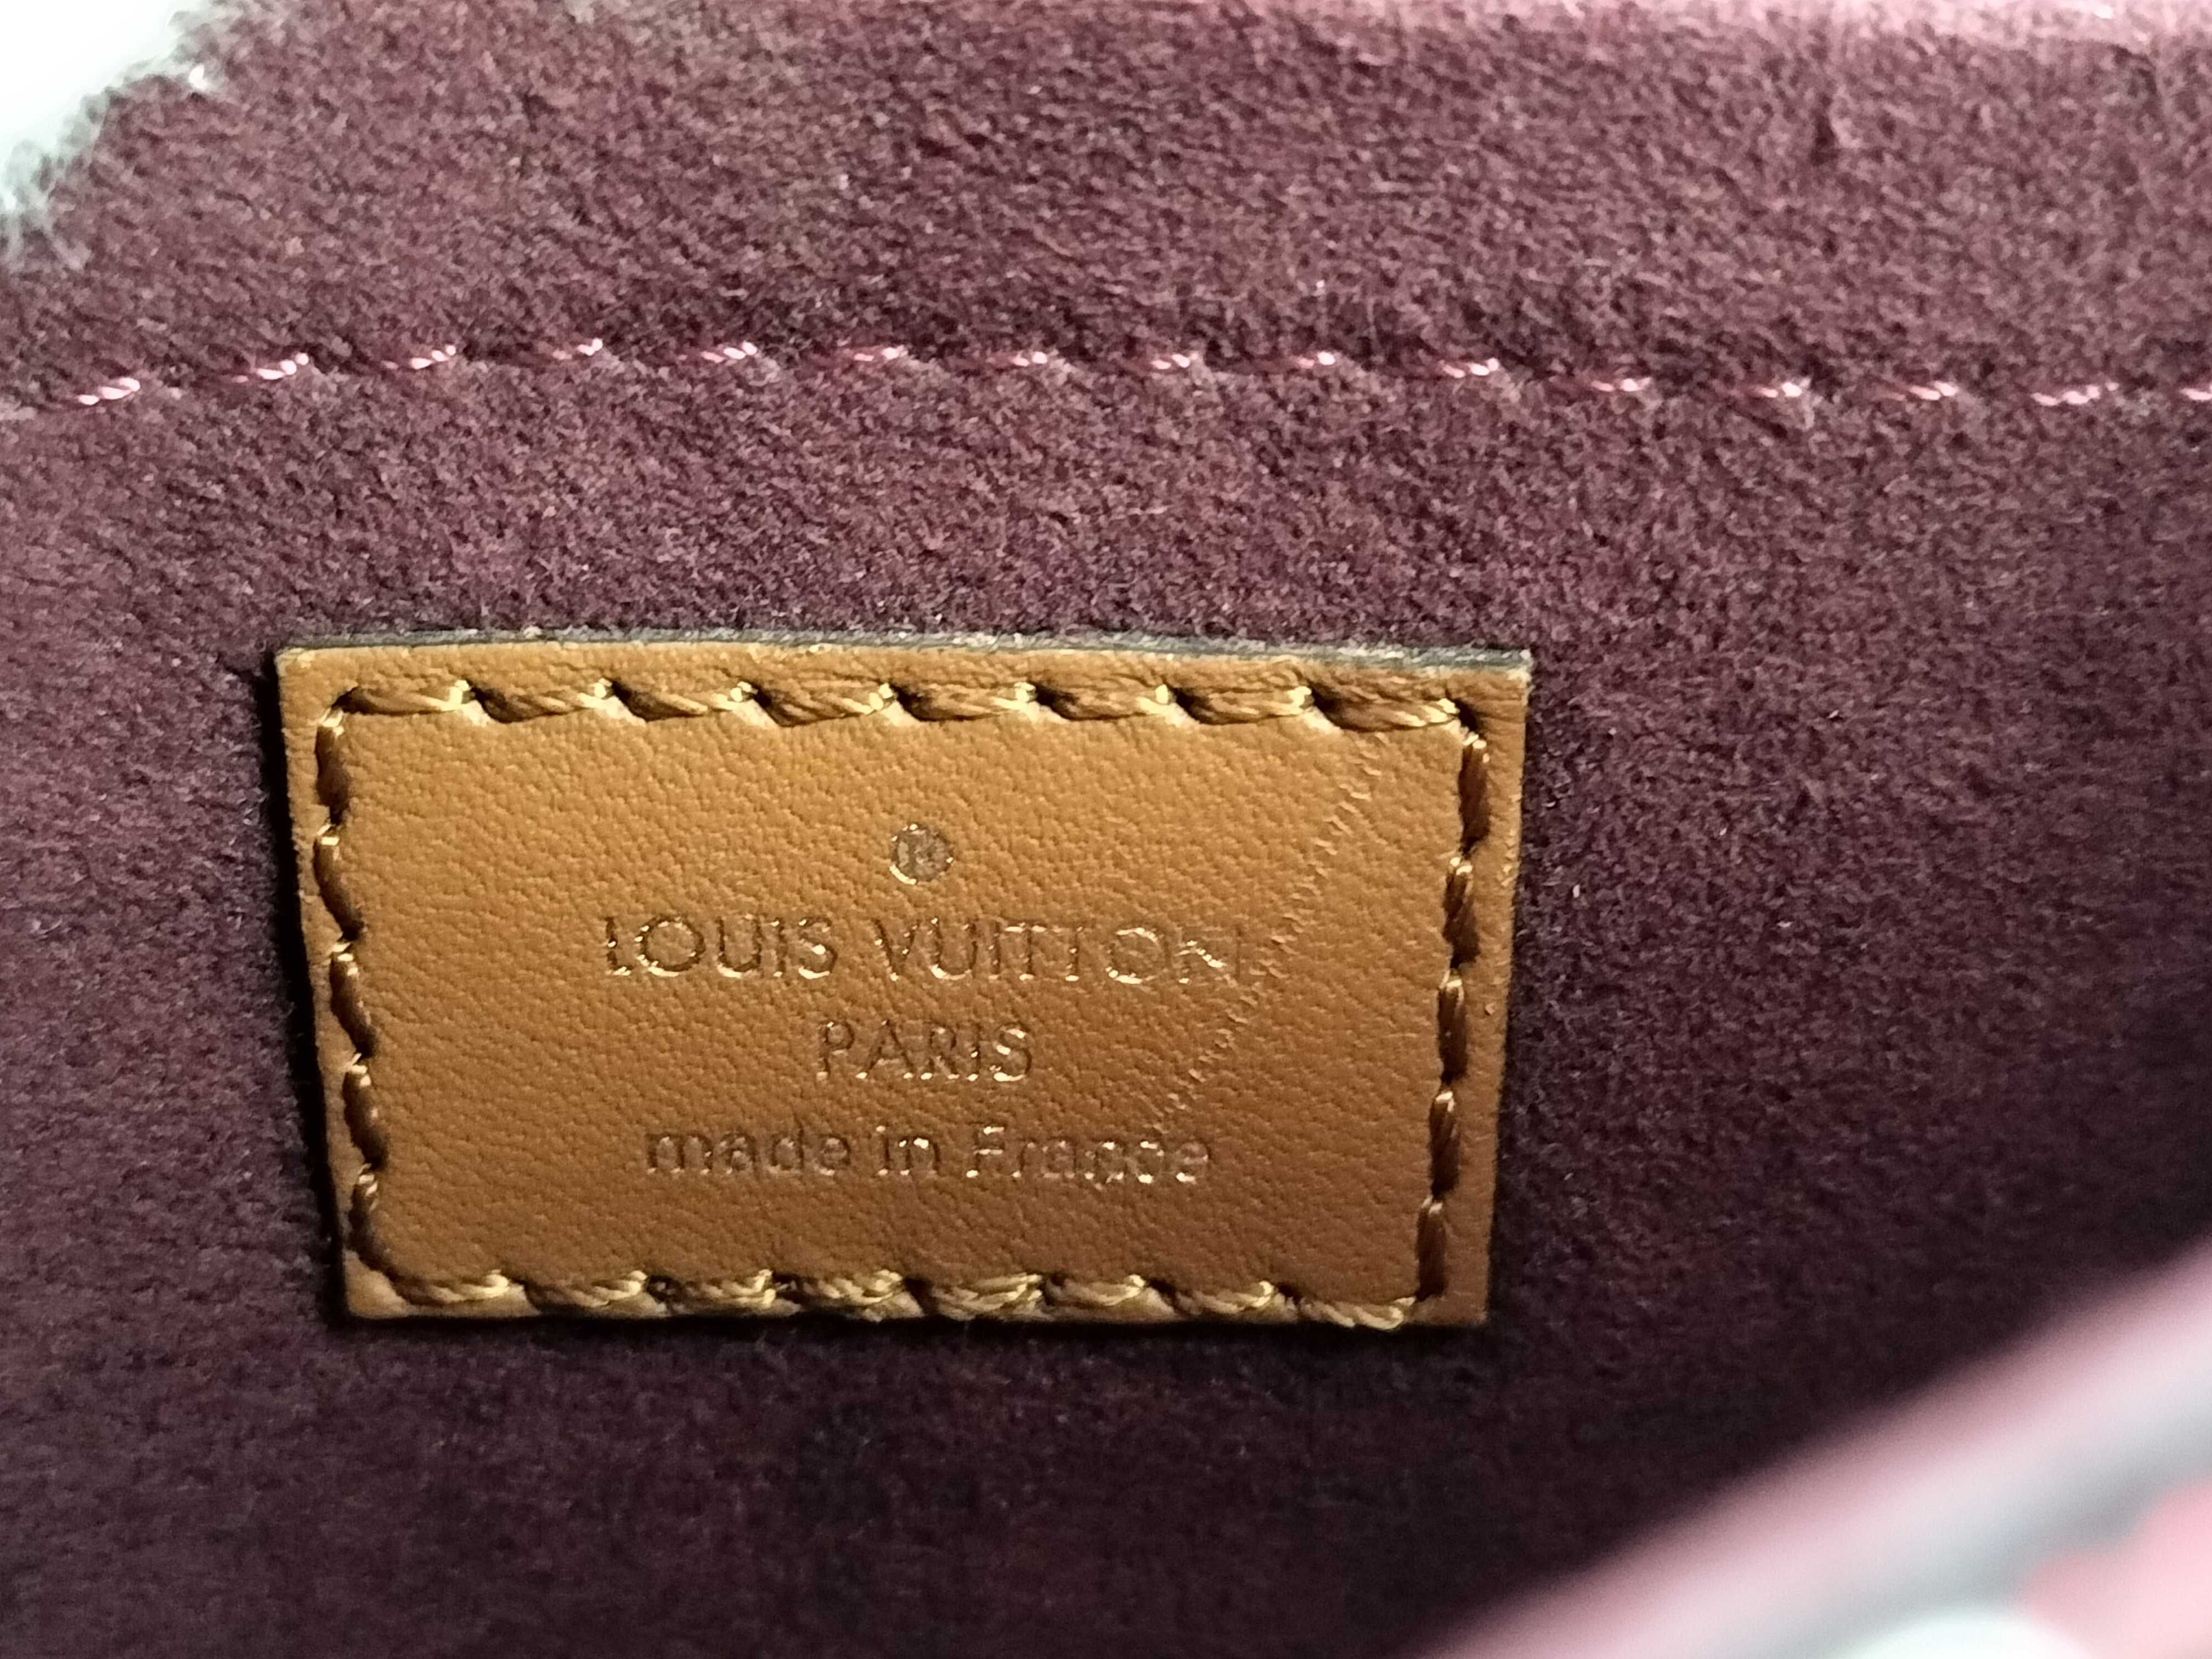 ®
LOUIS VUITTON
PARIS
made in France